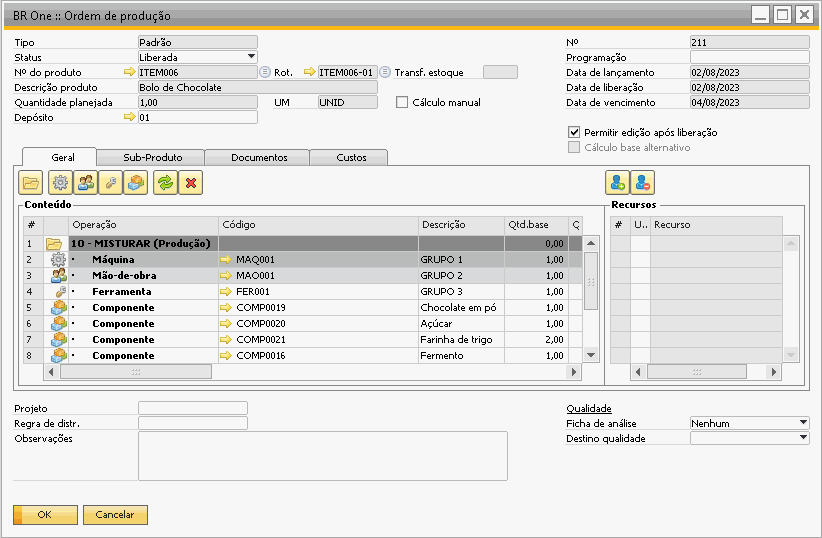 BR One :: Ordem de produção
Tipo Padrão Nº 211
Status Liberada Programação
Nº do produto ITEM006 Rot. ITEM006-01 Transf. estoque Data de lançamento 02/08/2023
Descrição produto Bolo de Chocolate Data de liberação 02/08/2023
Quantidade planejada 1,00 UM UNID Cálculo manual Data de vencimento 04/08/2023
Depósito 01
Permitir edição após liberação
Cálculo base alternativo
Geral Sub-Produto Documentos Custos
Conteúdo Recursos
# Operação Código Descrição Qtd.base Q # U.. Recurso
1 10 - MISTURAR (Produção) 0,00
2 · Máquina MAQ001 GRUPO 1 1,00
3 · Mão-de-obra MAO001 GRUPO 2 1,00
4 · Ferramenta FER001 GRUPO 3 1,00
5 · Componente COMP0019 Chocolate em pó 1,00
6 · Componente COMP0020 Açúcar 1,00
7 · Componente COMP0021 Farinha de trigo 2,00
8 · Componente COMP0016 Fermento 1,00
Projeto Qualidade
Regra de distr. Ficha de análise Nenhum
Observações Destino qualidade
OK Cancelar